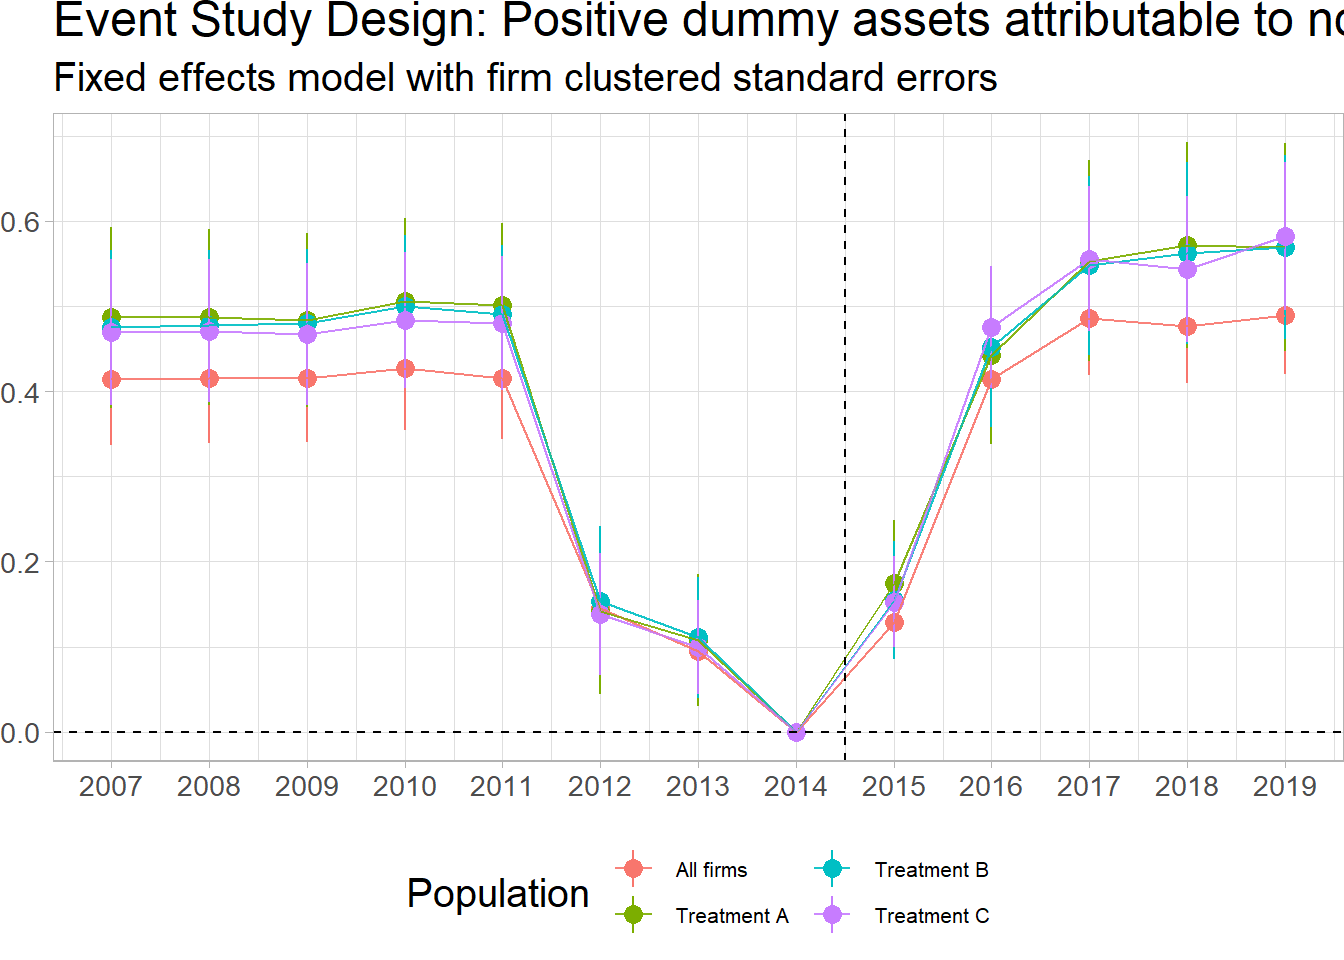 Event Study Design: Positive dummy assets attributable to
Fixed effects model with firm clustered standard errors
0.6
0.4
0.2
0.0
2007 2008 2009 2010 2011 2012 2013 2014 2015 2016 2017 2018 2019
Population
All firms
Treatment B
Treatment A
Treatment C